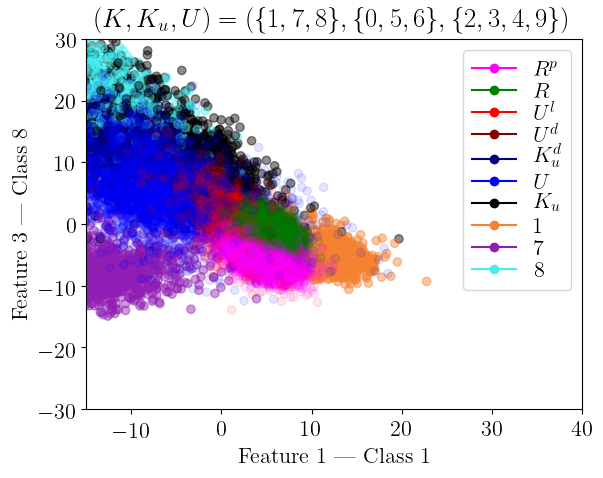 (K, K_u, U) = ({1, 7, 8}, {0, 5, 6}, {2, 3, 4, 9})
30
20
10
0
−10
−20
−30
Feature 3 — Class 8
R^p
R
U^l
U^d
K_u^d
U
K_u
1
7
8
−10 0 10 20 30 40
Feature 1 — Class 1